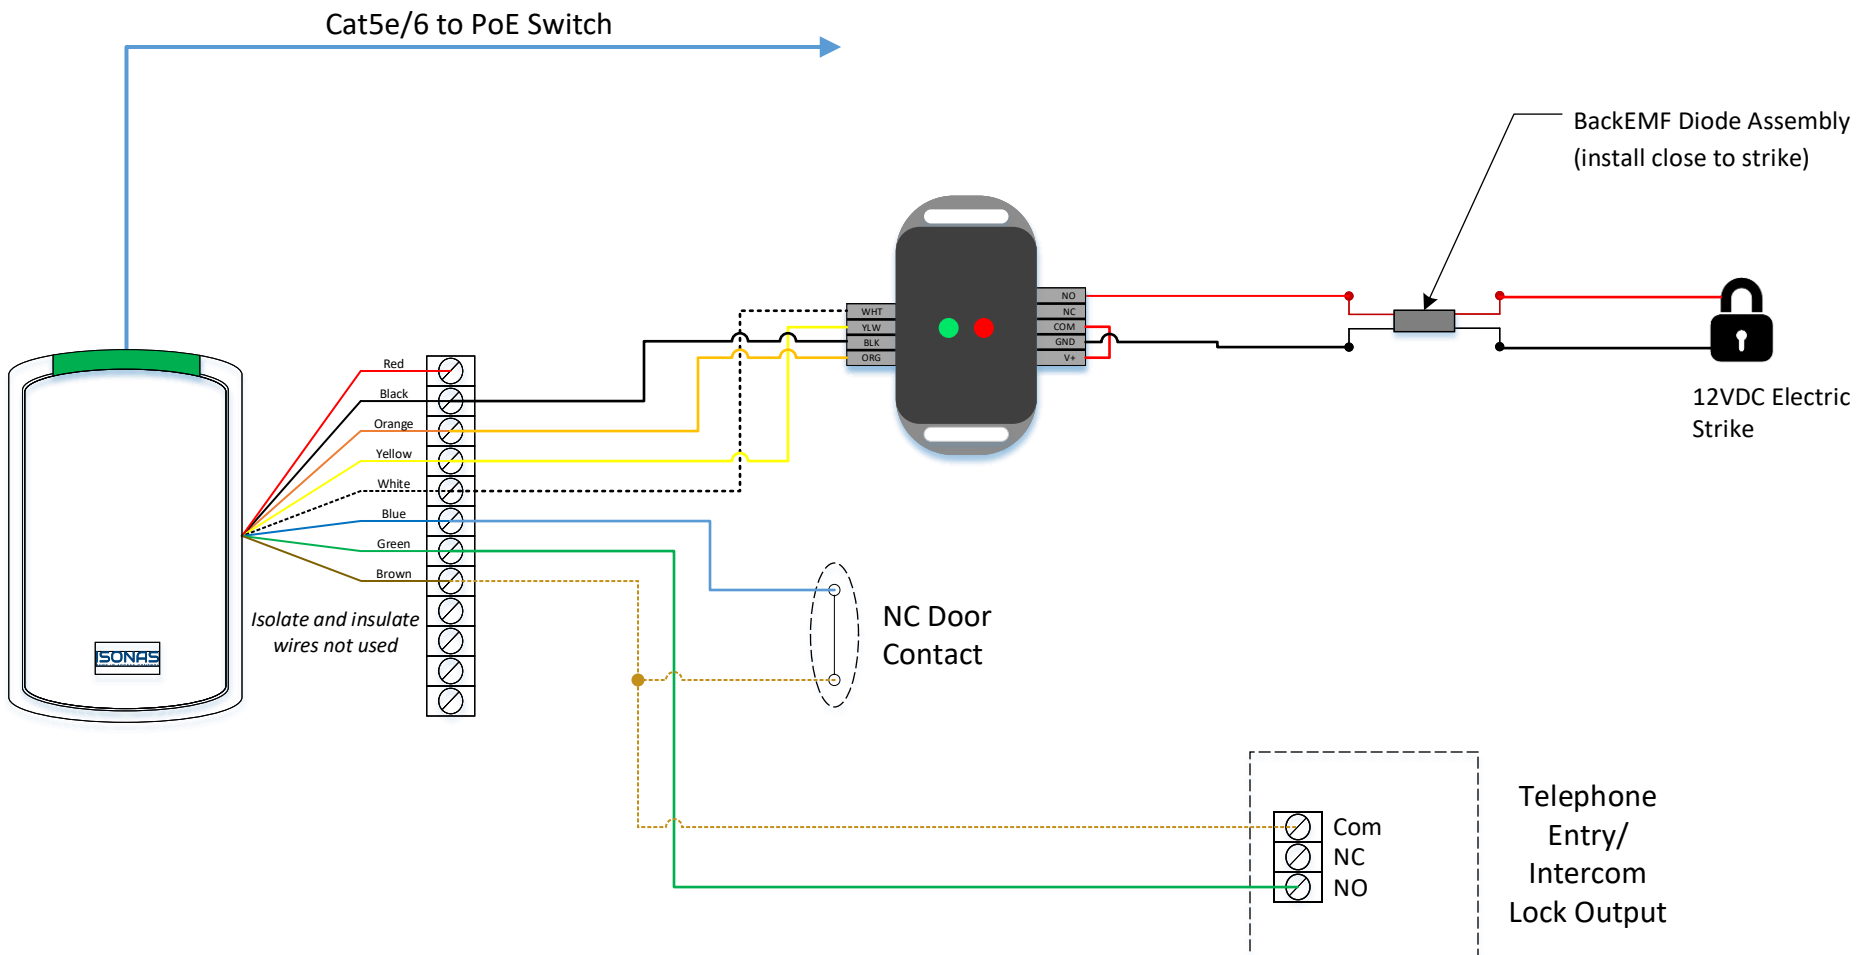 Cat5e/6 to PoE Switch
BackEMF Diode Assembly
(install close to strike)
WHT
YLW
BLK
ORG
NO
NC
COM
GND
V+
12VDC Electric
Strike
Red
Black
Orange
Yellow
White
Blue
Green
Brown
Isolate and insulate
wires not used
ISONAS
NC Door
Contact
Com
NC
NO
Telephone
Entry/
Intercom
Lock Output